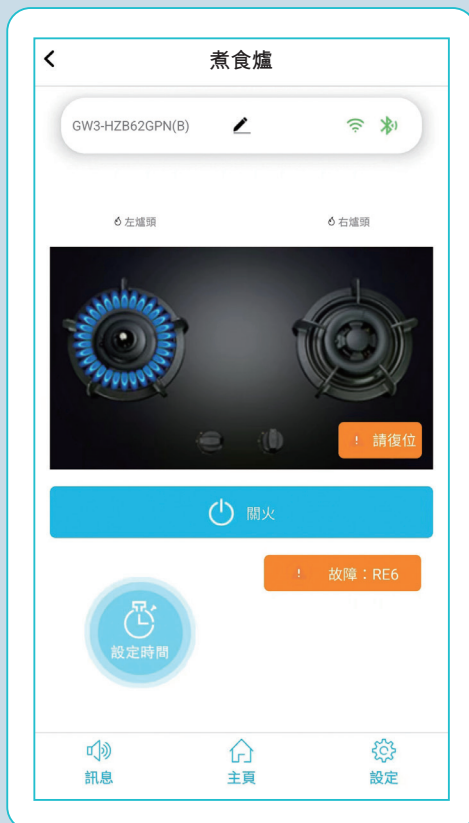 煮食爐
GW3-HZB62GPN(B)
左爐頭
右爐頭
! 請復位
關火
! 故障：RE6
設定時間
訊息
主頁
設定